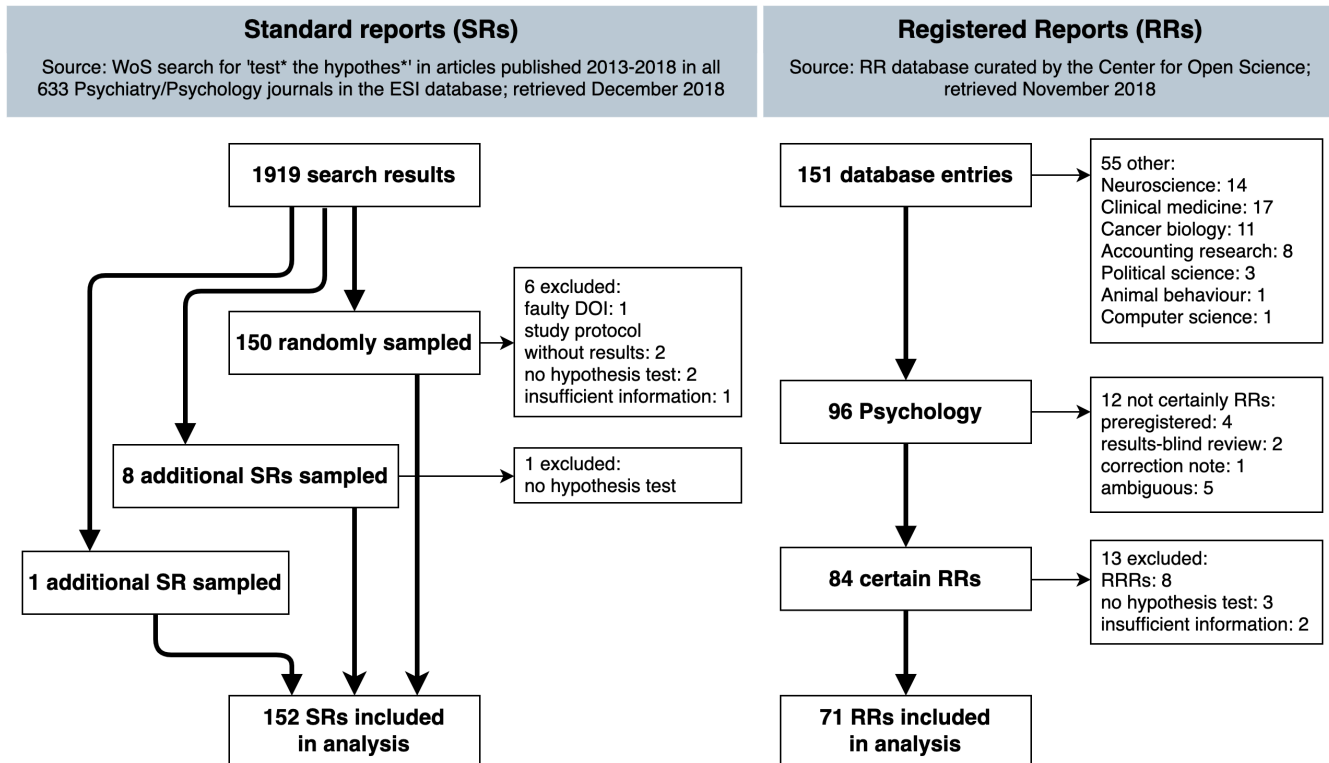 Standard reports (SRs)
Source: WoS search for 'test* the hypothes*' in articles published 2013-2018 in all
633 Psychiatry/Psychology journals in the ESI database; retrieved December 2018
1919 search results
150 randomly sampled
6 excluded:
faulty DOI: 1
study protocol
without results: 2
no hypothesis test: 2
insufficient information: 1
8 additional SRs sampled
1 excluded:
no hypothesis test
1 additional SR sampled
152 SRs included
in analysis
Registered Reports (RRs)
Source: RR database curated by the Center for Open Science;
retrieved November 2018
151 database entries
55 other:
Neuroscience: 14
Clinical medicine: 17
Cancer biology: 11
Accounting research: 8
Political science: 3
Animal behaviour: 1
Computer science: 1
96 Psychology
12 not certainly RRs:
preregistered: 4
results-blind review: 2
correction note: 1
ambiguous: 5
84 certain RRs
13 excluded:
RRRs: 8
no hypothesis test: 3
insufficient information: 2
71 RRs included
in analysis